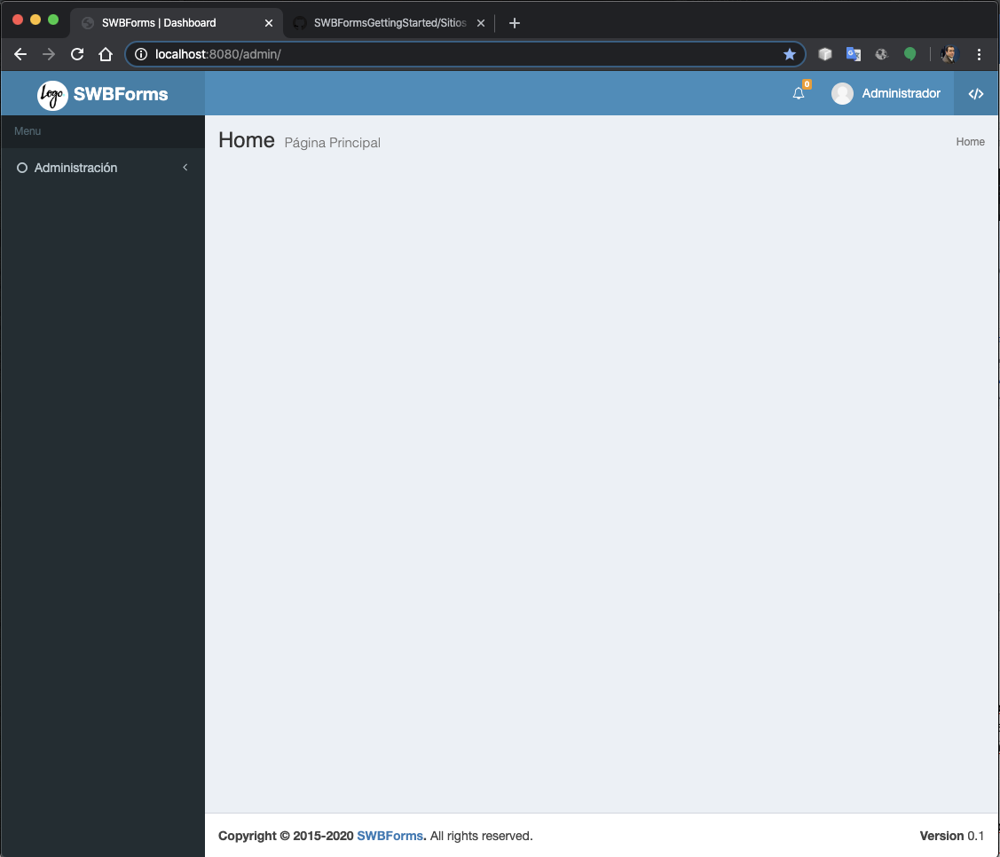 SWBForms | Dashboard
SWBFormsGettingStarted/Sitios
localhost:8080/admin/
Logo SWBForms
0
Administrador
Menu
Home Página Principal
Home
Administración
Copyright © 2015-2020 SWBForms. All rights reserved.
Version 0.1